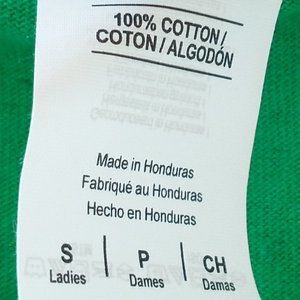 100% COTTON/
COTON/ALGODÓN
Made in Honduras
Fabriqué au Honduras
Hecho en Honduras
S | P | CH
Ladies | Dames | Damas